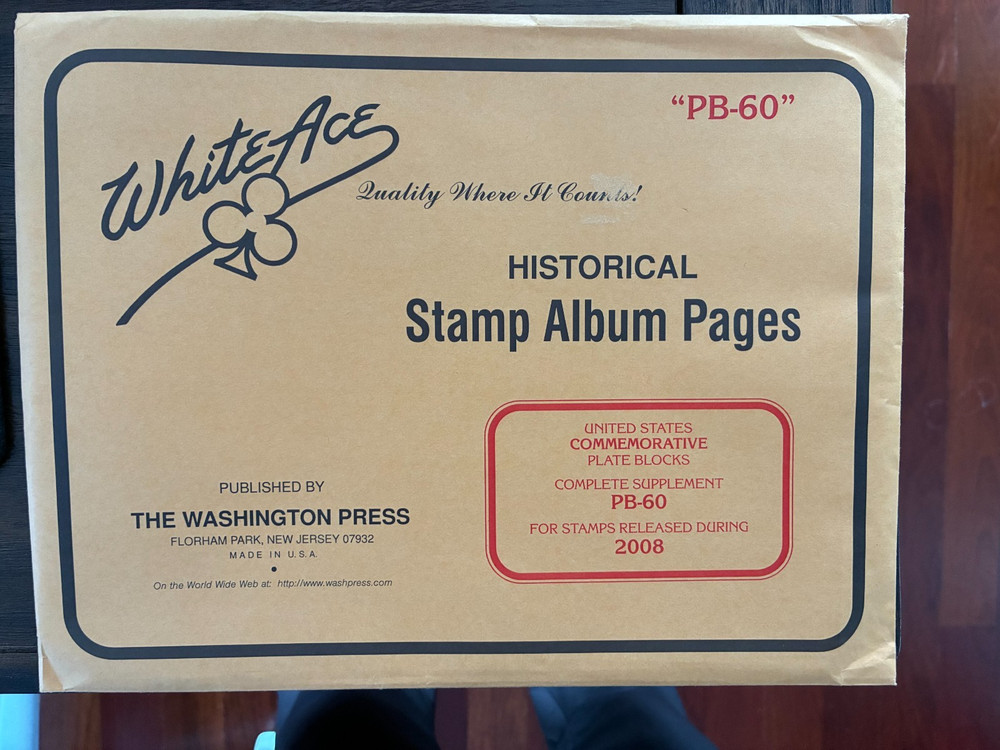 "PB-60"
White Ace
Quality Where It Counts!
HISTORICAL
Stamp Album Pages
UNITED STATES
COMMEMORATIVE
PLATE BLOCKS
COMPLETE SUPPLEMENT
PB-60
FOR STAMPS RELEASED DURING
2008
PUBLISHED BY
THE WASHINGTON PRESS
FLORHAM PARK, NEW JERSEY 07932
MADE IN U.S.A.
On the World Wide Web at: http://www.washpress.com